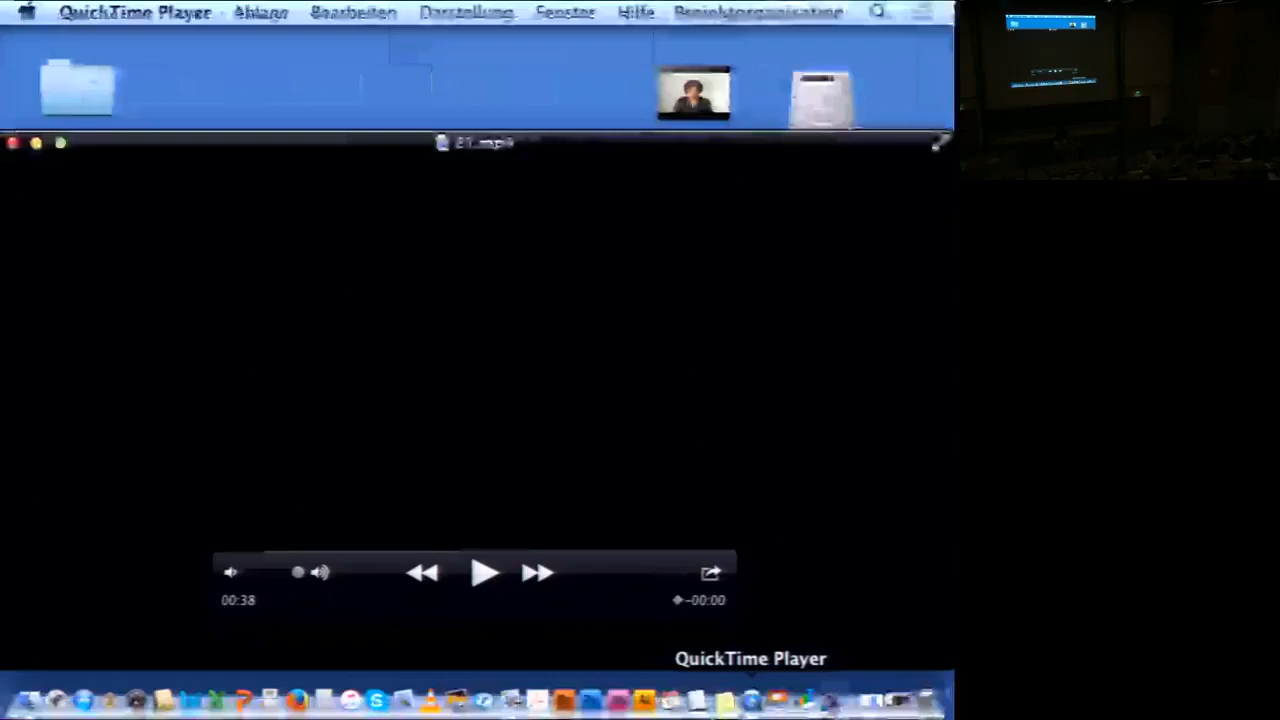 QuickTime Player Ablage Bearbeiten Darstellung Fenster Hilfe
00:38
-00:00
QuickTime Player